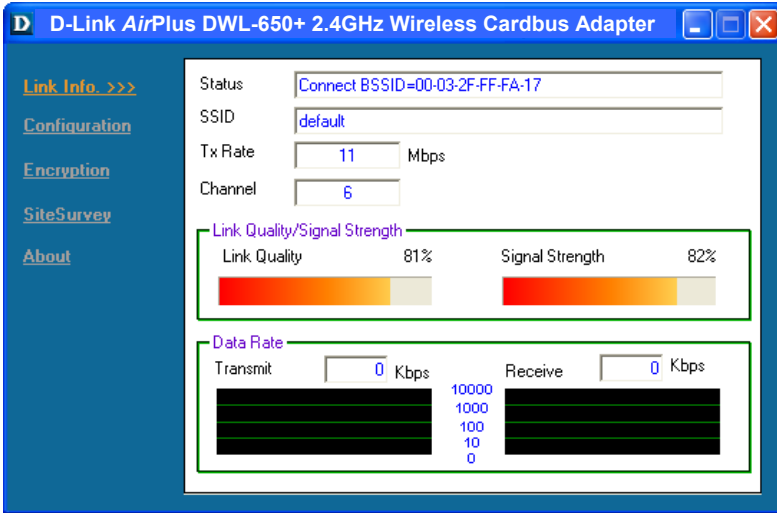 D D-Link AirPlus DWL-650+ 2.4GHz Wireless Cardbus Adapter
Link Info. >>>
Configuration
Encryption
SiteSurvey
About
Status Connect BSSID=00-03-2F-FF-FA-17
SSID default
Tx Rate 11 Mbps
Channel 6
Link Quality/Signal Strength
Link Quality 81% Signal Strength 82%
Data Rate
Transmit 0 Kbps Receive 0 Kbps
10000
1000
100
10
0